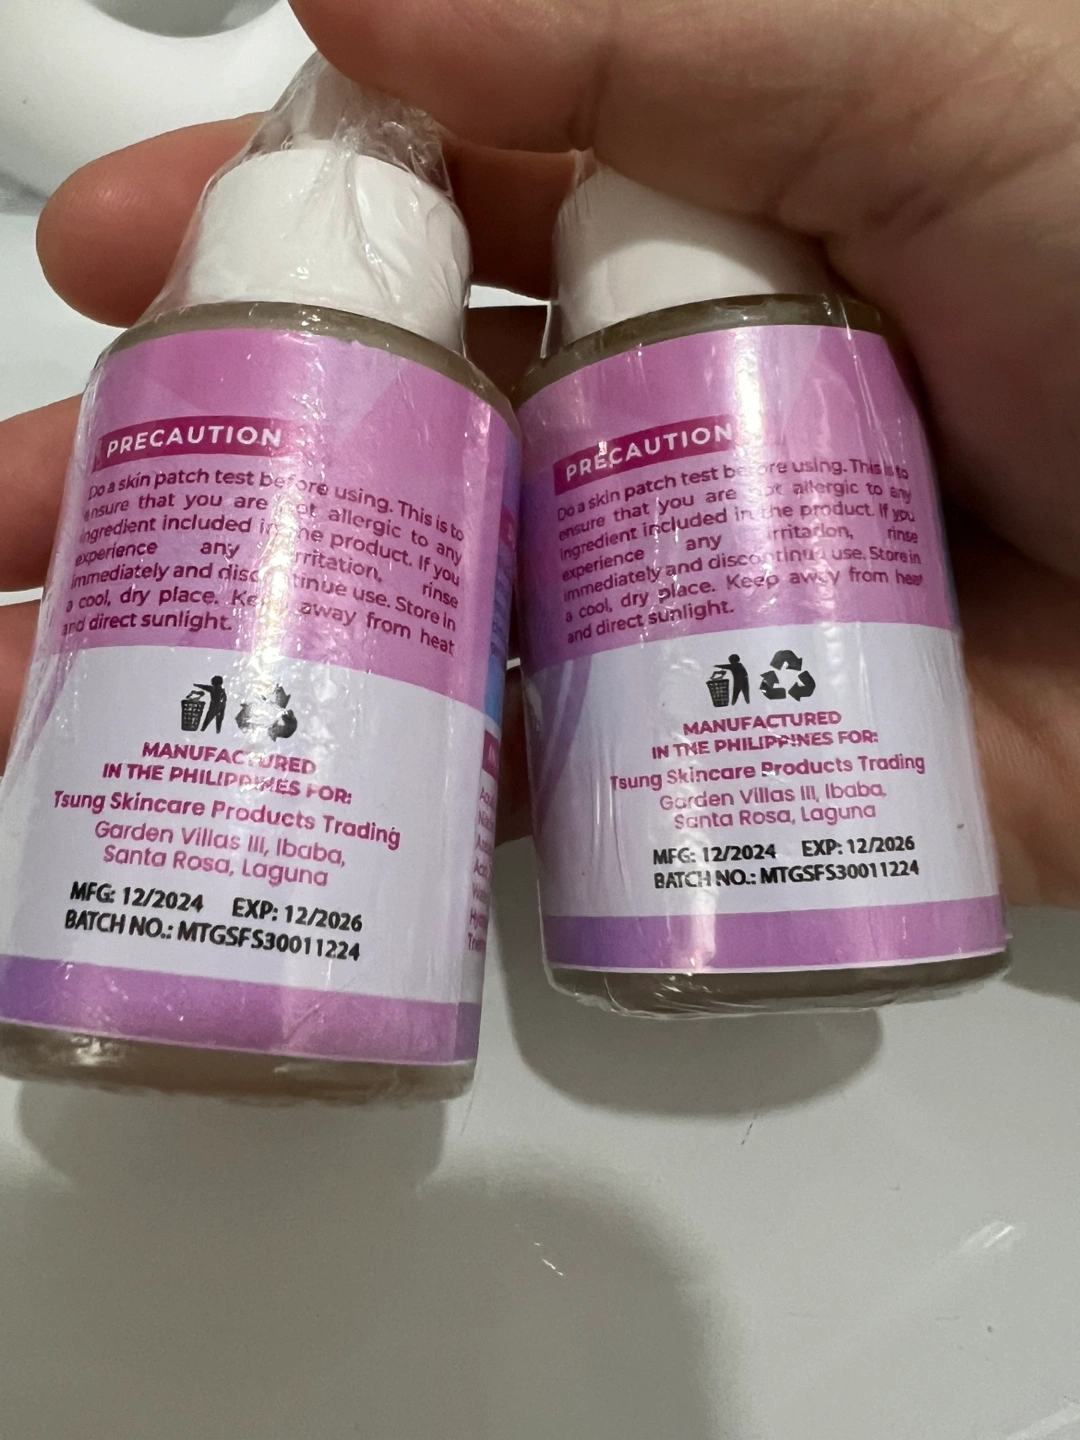 PRECAUTION
Do a skin patch test before using. This is to
ensure that you are not allergic to any
ingredient included in the product. If you
experience any irritation, rinse
immediately and discontinue use. Store in
a cool, dry place. Keep away from heat
and direct sunlight.
MANUFACTURED
IN THE PHILIPPINES FOR:
Tsung Skincare Products Trading
Garden Villas III, Ibaba,
Santa Rosa, Laguna
MFG: 12/2024 EXP: 12/2026
BATCH NO.: MTGSFS30011224
PRECAUTION
Do a skin patch test before using. This is to
ensure that you are not allergic to any
ingredient included in the product. If you
experience any irritation, rinse
immediately and discontinue use. Store in
a cool, dry place. Keep away from heat
and direct sunlight.
MANUFACTURED
IN THE PHILIPPINES FOR:
Tsung Skincare Products Trading
Garden Villas III, Ibaba,
Santa Rosa, Laguna
MFG: 12/2024 EXP: 12/2026
BATCH NO.: MTGSFS30011224